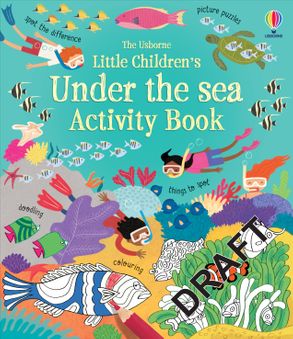 spot the difference
picture puzzles
USBORNE
The Usborne
Little Children's
Under the sea
Activity Book
things to spot
doodling
colouring
DRAFT